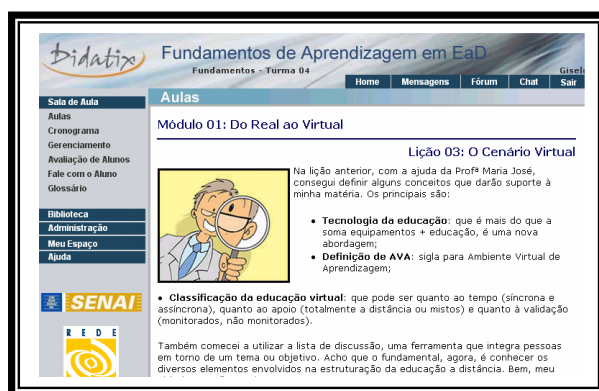 Didatix
Fundamentos de Aprendizagem em EaD
Fundamentos - Turma 04
Gisele
Home Mensagens Fórum Chat Sair
Sala de Aula
Aulas
Cronograma
Gerenciamento
Avaliação de Alunos
Fale com o Aluno
Glossário
Biblioteca
Administração
Meu Espaço
Ajuda
SENAI
REDE
Aulas
Módulo 01: Do Real ao Virtual
Lição 03: O Cenário Virtual
Na lição anterior, com a ajuda da Profª Maria José,
consegui definir alguns conceitos que darão suporte à
minha matéria. Os principais são:
• Tecnologia da educação: que é mais do que a
soma equipamentos + educação, é uma nova
abordagem;
• Definição de AVA: sigla para Ambiente Virtual de
Aprendizagem;
• Classificação da educação virtual: que pode ser quanto ao tempo (síncrona e
assíncrona), quanto ao apoio (totalmente a distância ou mistos) e quanto à validação
(monitorados, não monitorados).
Também comecei a utilizar a lista de discussão, uma ferramenta que integra pessoas
em torno de um tema ou objetivo. Acho que o fundamental, agora, é conhecer os
diversos elementos envolvidos na estruturação da educação a distância. Bem, meu